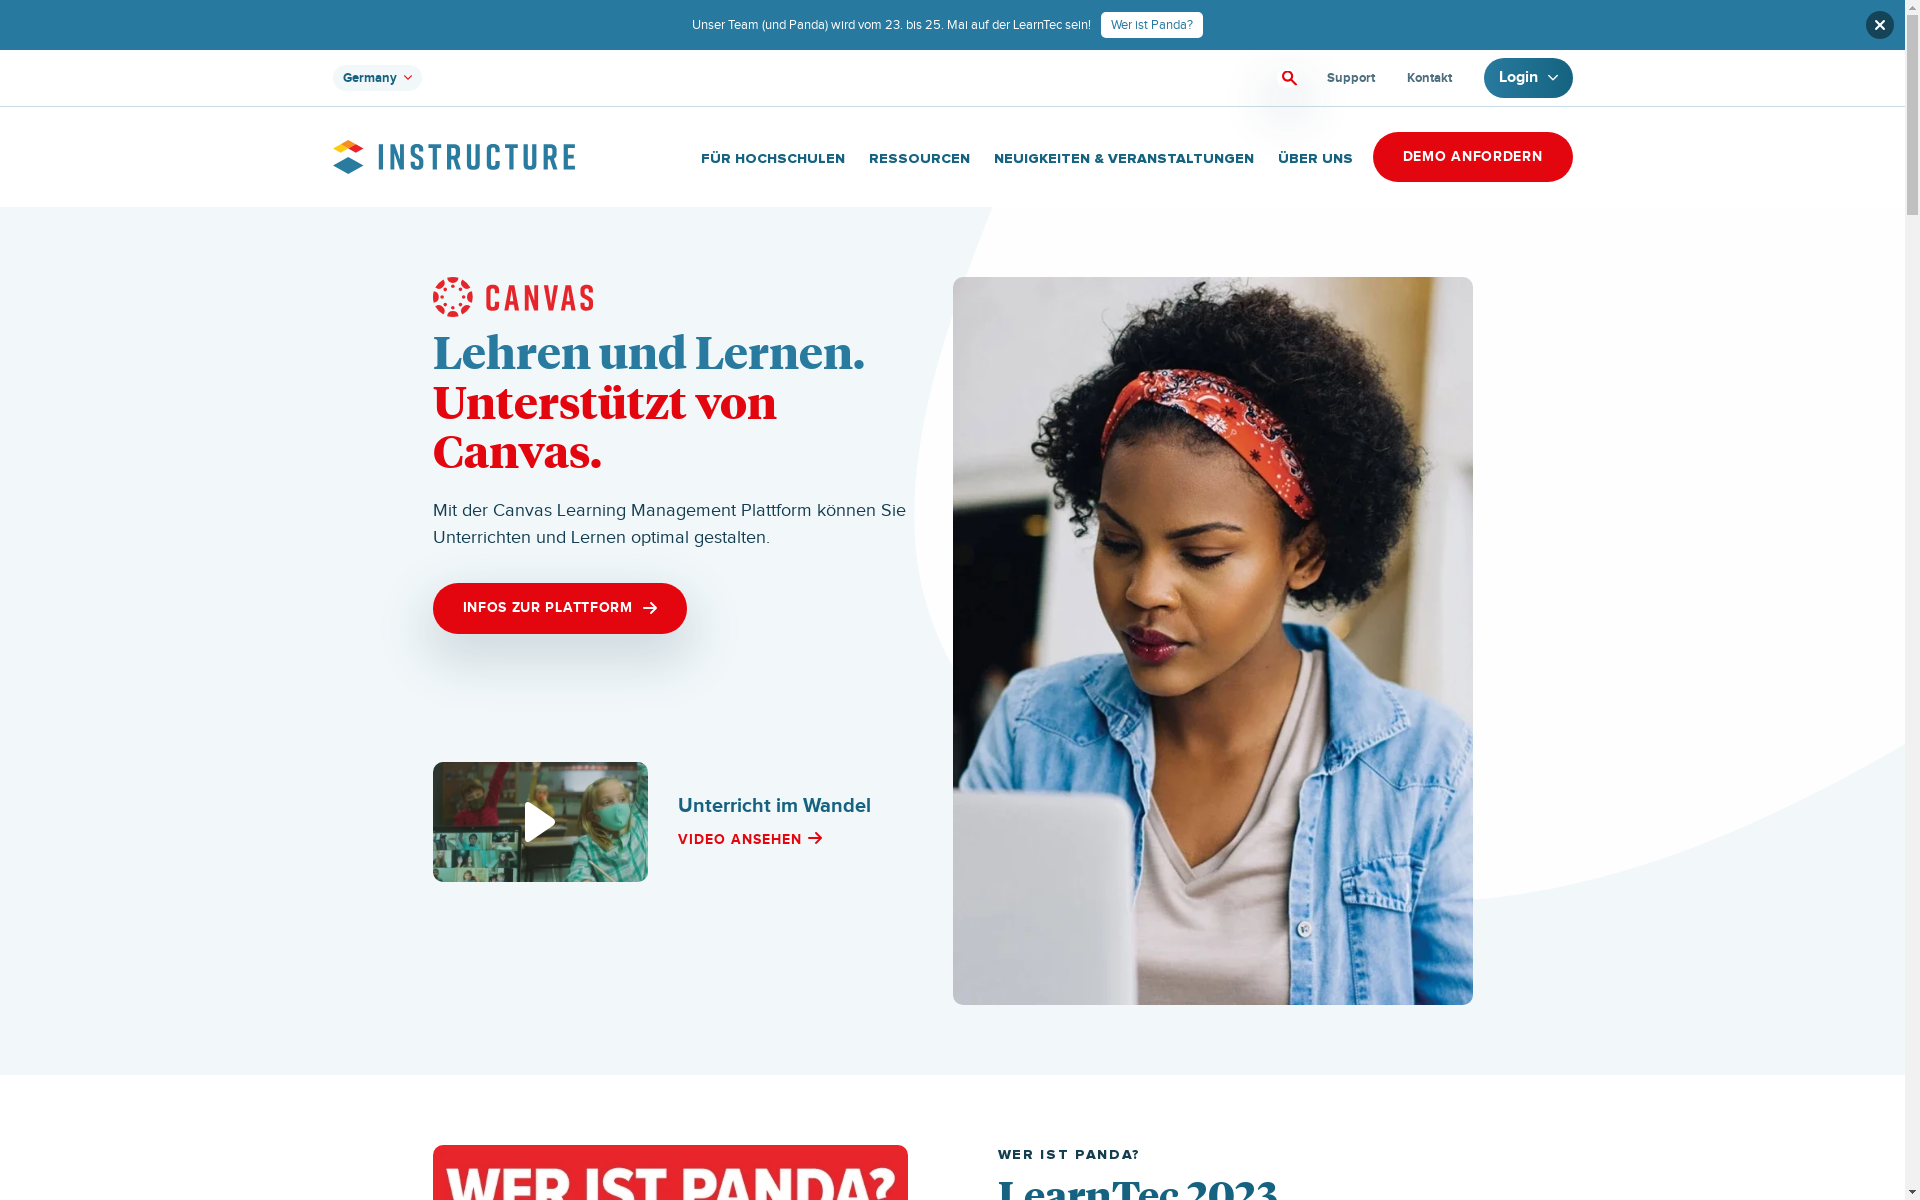 Unser Team (und Panda) wird vom 23. bis 25. Mai auf der LearnTec sein! Wer ist Panda?
Germany
Support
Kontakt
Login
INSTRUCTURE
FÜR HOCHSCHULEN
RESSOURCEN
NEUIGKEITEN & VERANSTALTUNGEN
ÜBER UNS
DEMO ANFORDERN
CANVAS
Lehren und Lernen.
Unterstützt von
Canvas.
Mit der Canvas Learning Management Plattform können Sie
Unterrichten und Lernen optimal gestalten.
INFOS ZUR PLATTFORM
Unterricht im Wandel
VIDEO ANSEHEN
WER IST PANDA?
WER IST PANDA?
LearnTec 2023